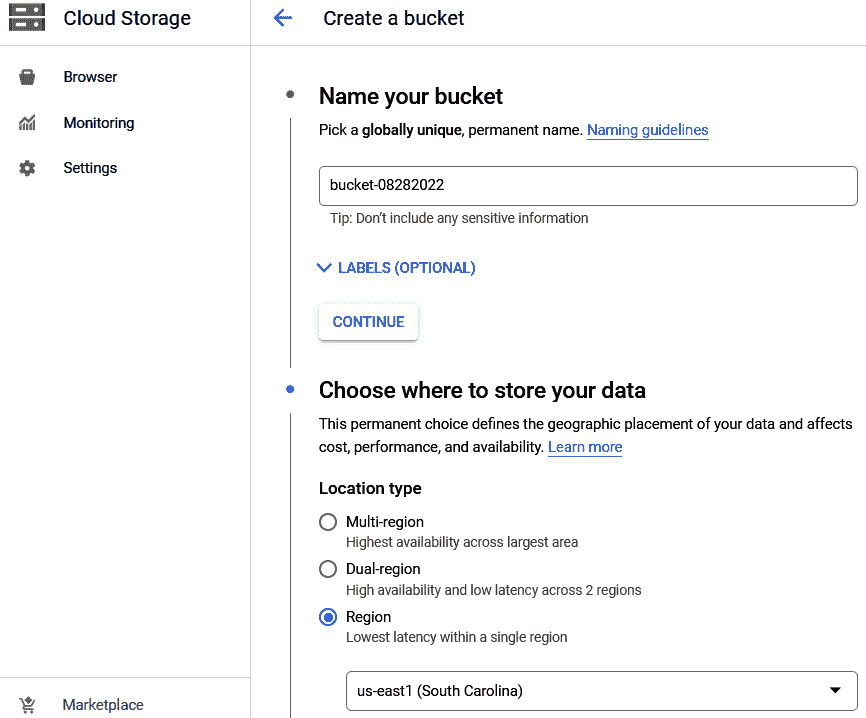 Cloud Storage
Create a bucket
Browser
Monitoring
Settings
Marketplace
Name your bucket
Pick a globally unique, permanent name. Naming guidelines
bucket-08282022
Tip: Don’t include any sensitive information
LABELS (OPTIONAL)
CONTINUE
Choose where to store your data
This permanent choice defines the geographic placement of your data and affects
cost, performance, and availability. Learn more
Location type
Multi-region
Highest availability across largest area
Dual-region
High availability and low latency across 2 regions
Region
Lowest latency within a single region
us-east1 (South Carolina)